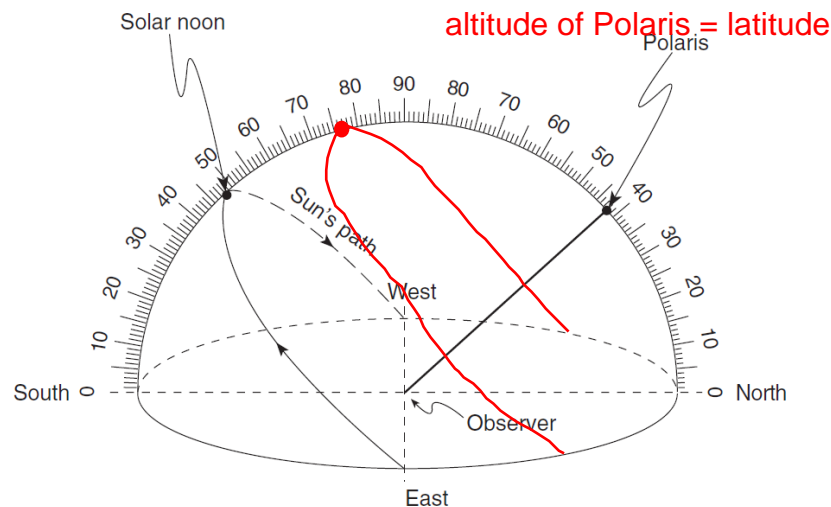 altitude of Polaris = latitude
Solar noon
Polaris
90
80
80
70
70
60
60
50
50
40
40
30
30
20
20
10
10
Sun's path
West
South 0
0 North
Observer
East